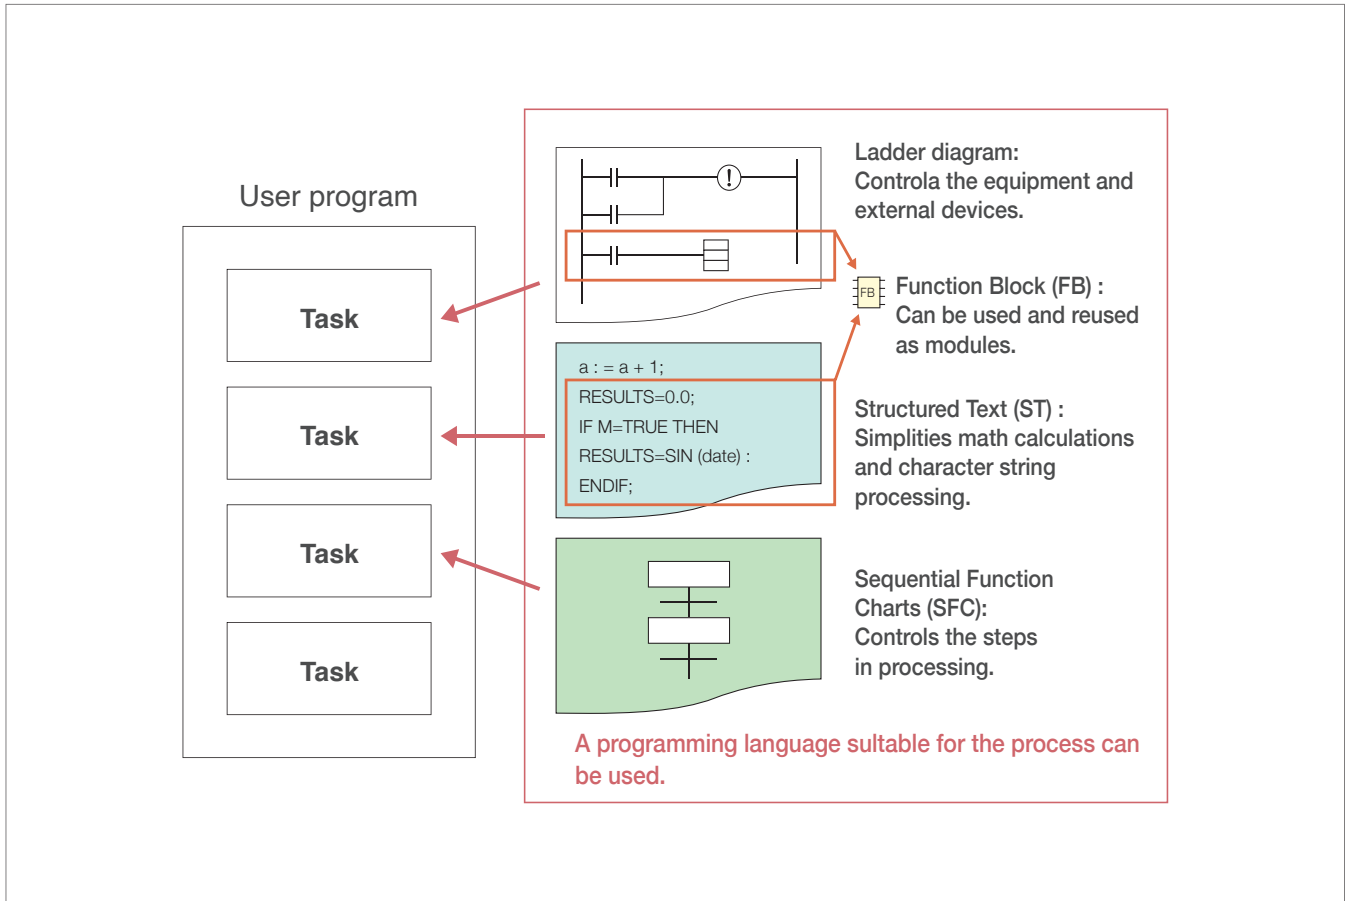 User program
Task
Task
Task
Task
Ladder diagram:
Controla the equipment and
external devices.
!
FB
Function Block (FB) :
Can be used and reused
as modules.
a : = a + 1;
RESULTS=0.0;
IF M=TRUE THEN
RESULTS=SIN (date) :
ENDIF;
Structured Text (ST) :
Simplities math calculations
and character string
processing.
Sequential Function
Charts (SFC):
Controls the steps
in processing.
A programming language sultable for the process can
be used.